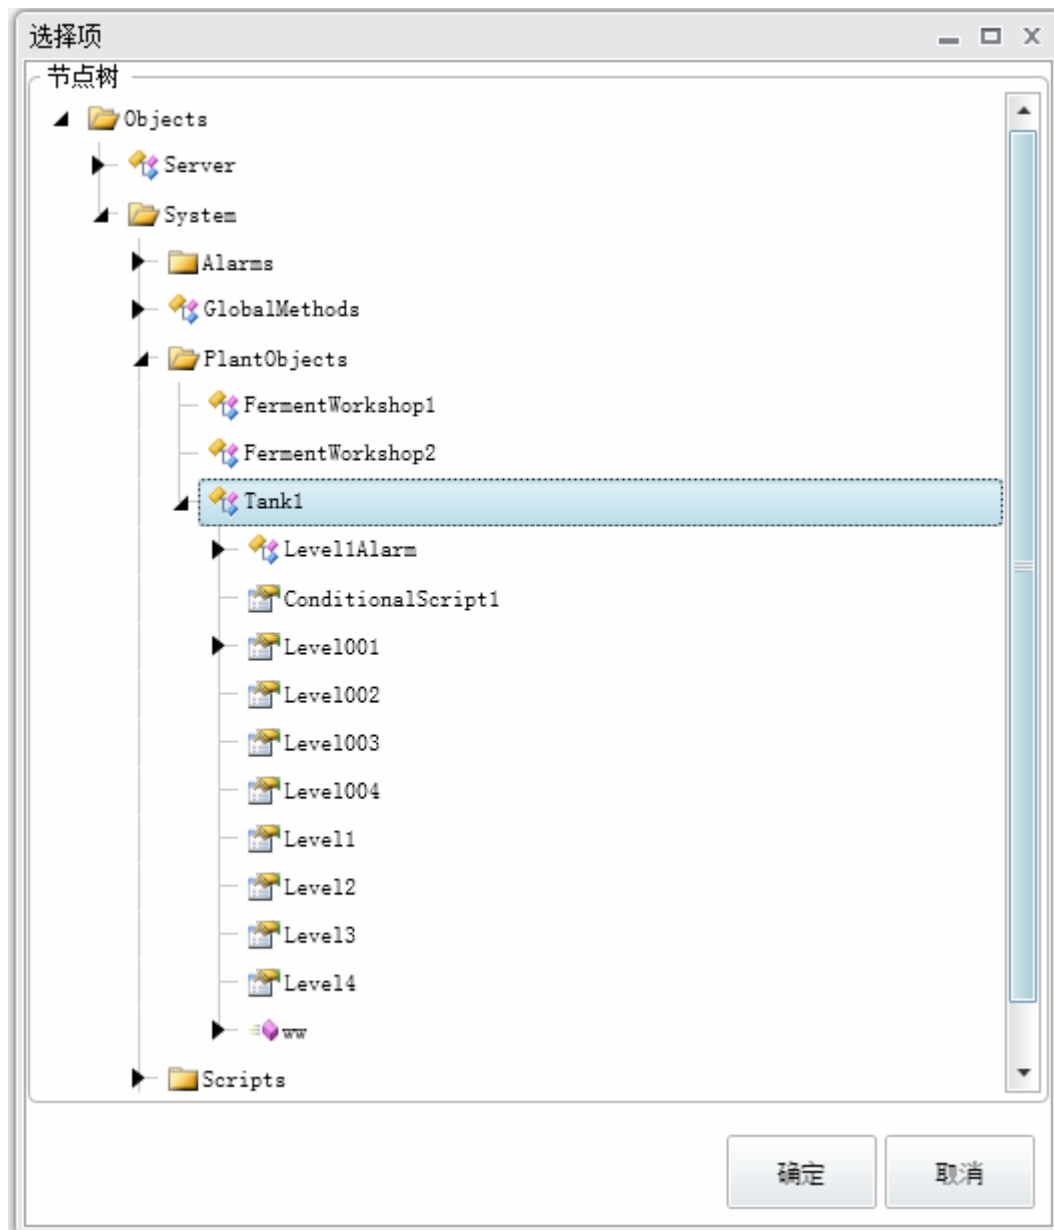 选择项
节点树
Objects
Server
System
Alarms
GlobalMethods
PlantObjects
FermentWorkshop1
FermentWorkshop2
Tank1
Level1Alarm
ConditionalScript1
Level001
Level002
Level003
Level004
Level1
Level2
Level3
Level4
ww
Scripts
确定 取消